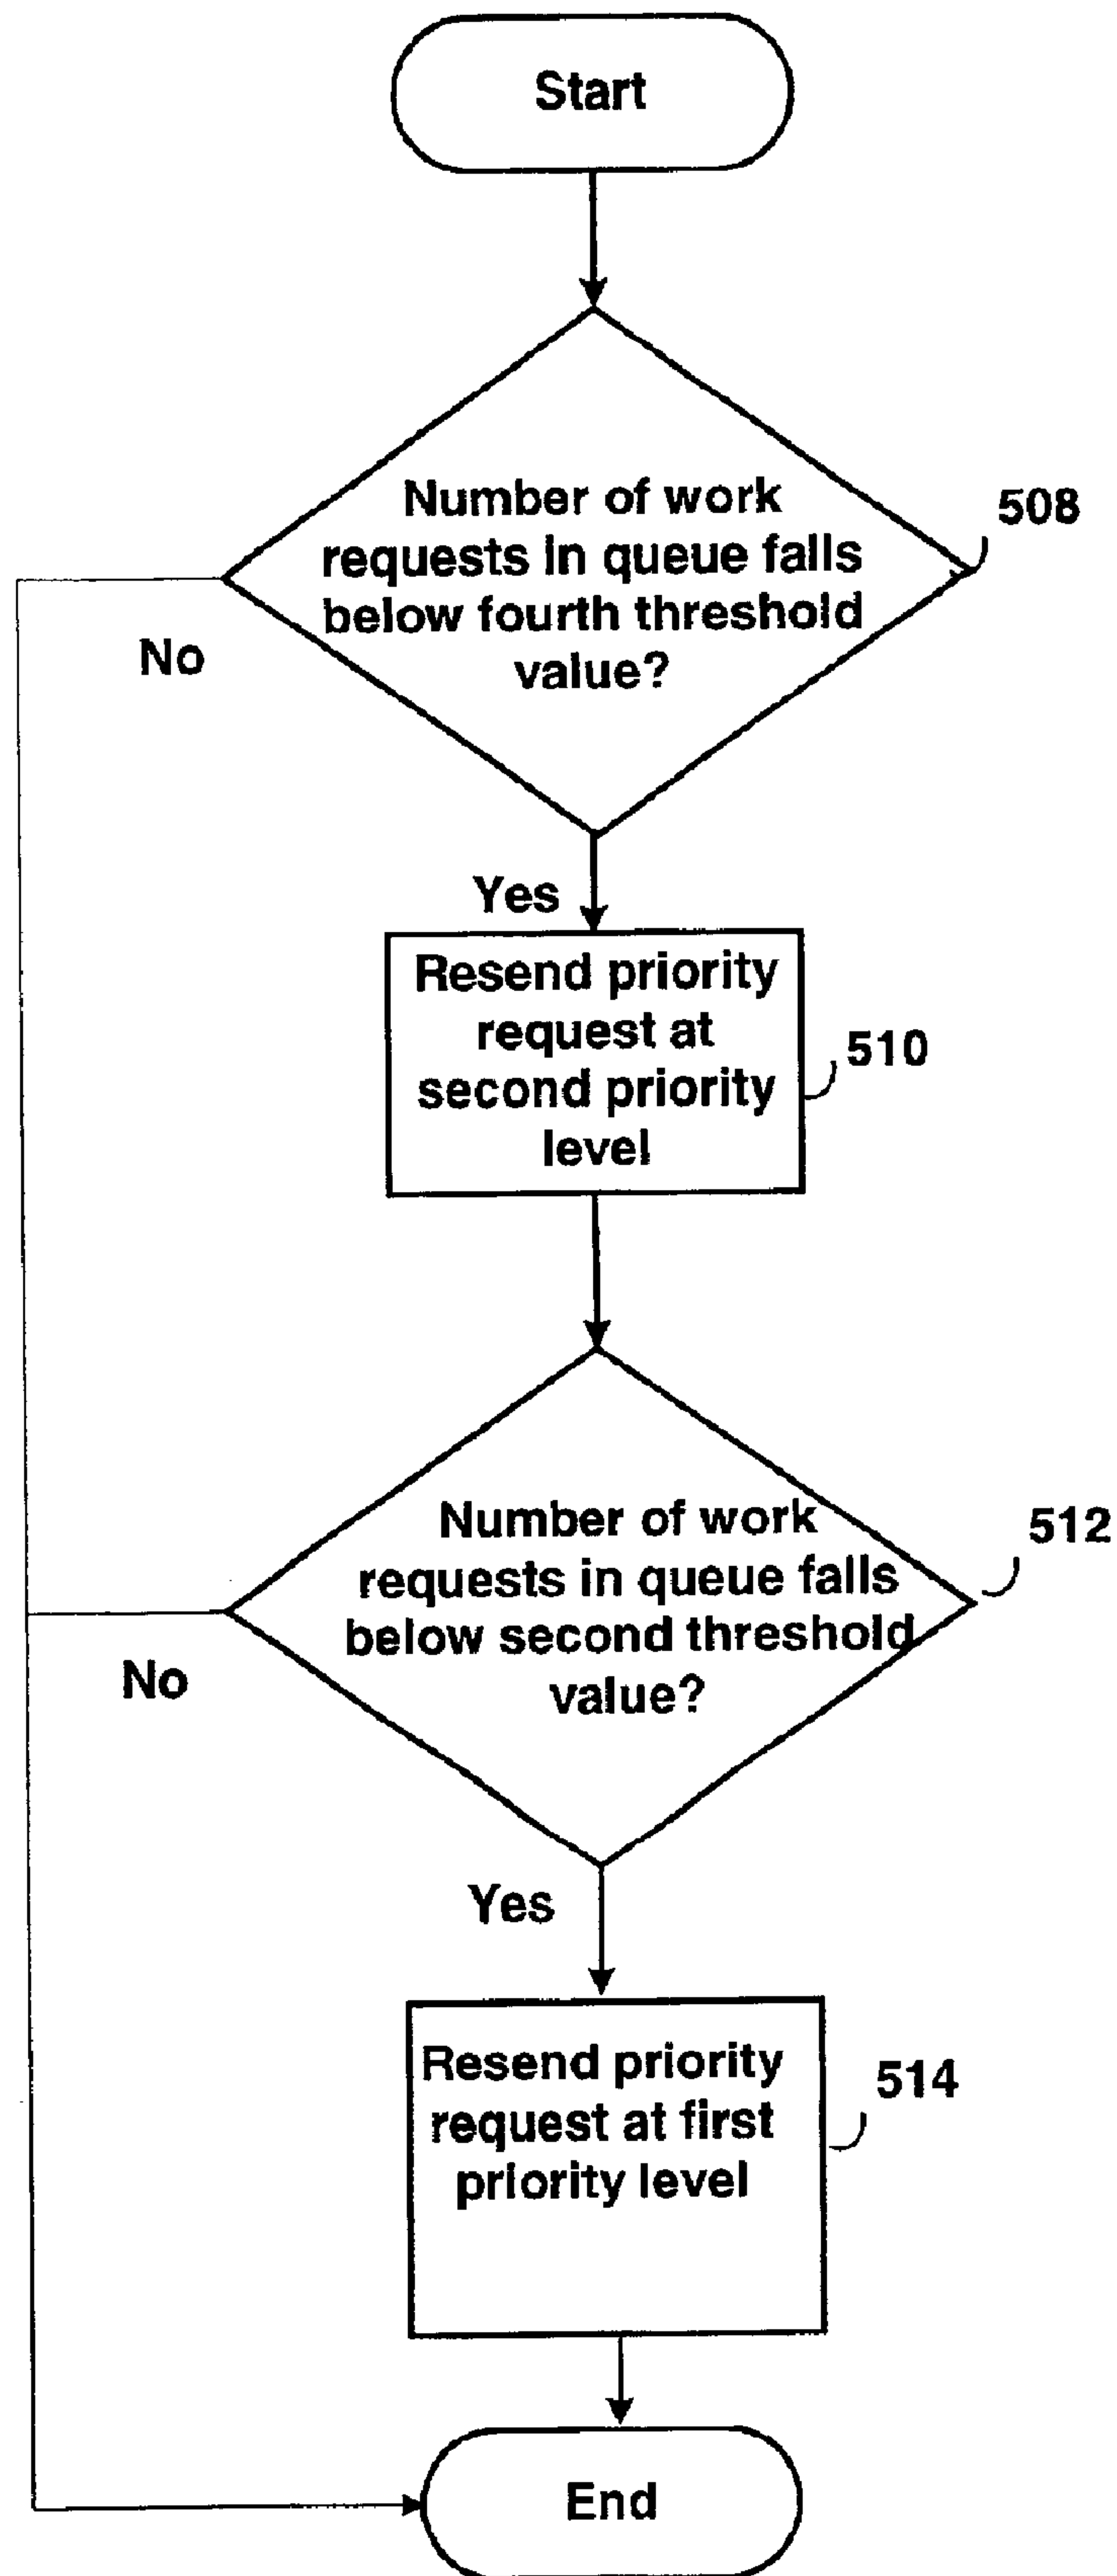 Start
Number of work
requests in queue falls
below fourth threshold
value?
508
No
Yes
Resend priority
request at
second priority
level
510
Number of work
requests in queue falls
below second threshold
value?
512
No
Yes
Resend priority
request at first
priority level
514
End